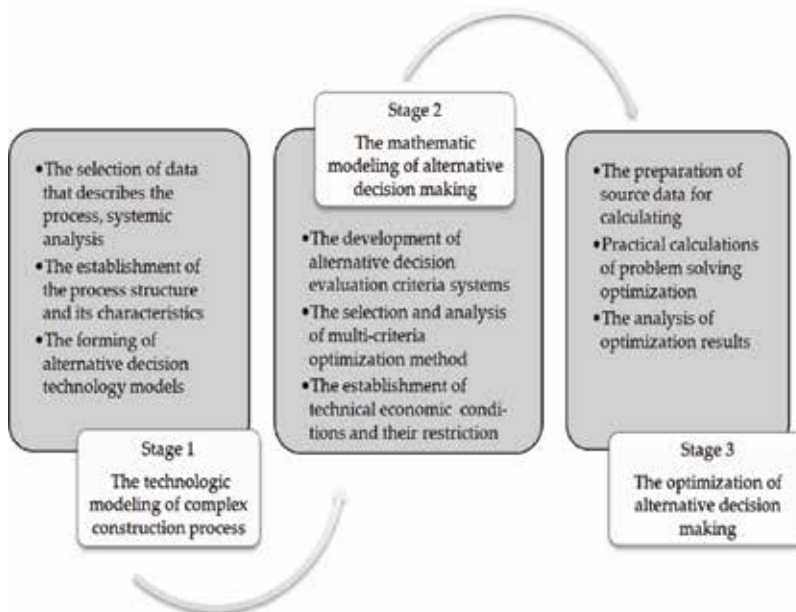 •The selection of data
that describes the
process, systemic
analysis
•The establishment of
the process structure
and its characteristics
•The forming of
alternative decision
technology models
Stage 1
The technologic
modeling of complex
construction process
Stage 2
The mathematic
modeling of alternative
decision making
•The development of
alternative decision
evaluation criteria systems
•The selection and analysis
of multi-criteria
optimization method
•The establishment of
technical economic condi-
tions and their restriction
•The preparation of
source data for
calculating
•Practical calculations
of problem solving
optimization
•The analysis of
optimization results
Stage 3
The optimization of
alternative decision
making